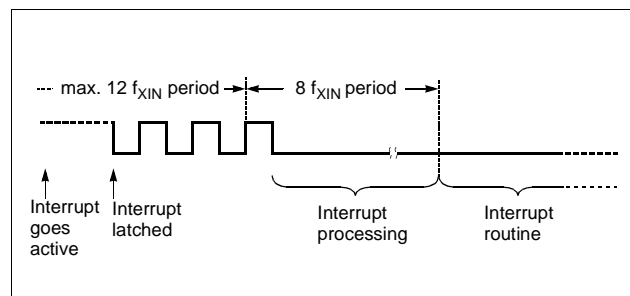 max. 12 fXIN period
8 fXIN period
Interrupt
goes
active
Interrupt
latched
Interrupt
processing
Interrupt
routine